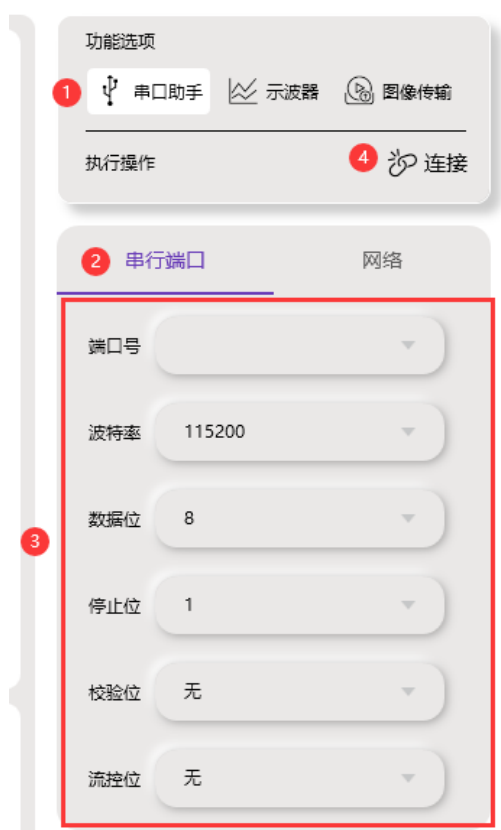 功能选项
1 串口助手 示波器 图像传输
执行操作 4 连接
2 串行端口 网络
端口号
波特率 115200
数据位 8
3
停止位 1
校验位 无
流控位 无